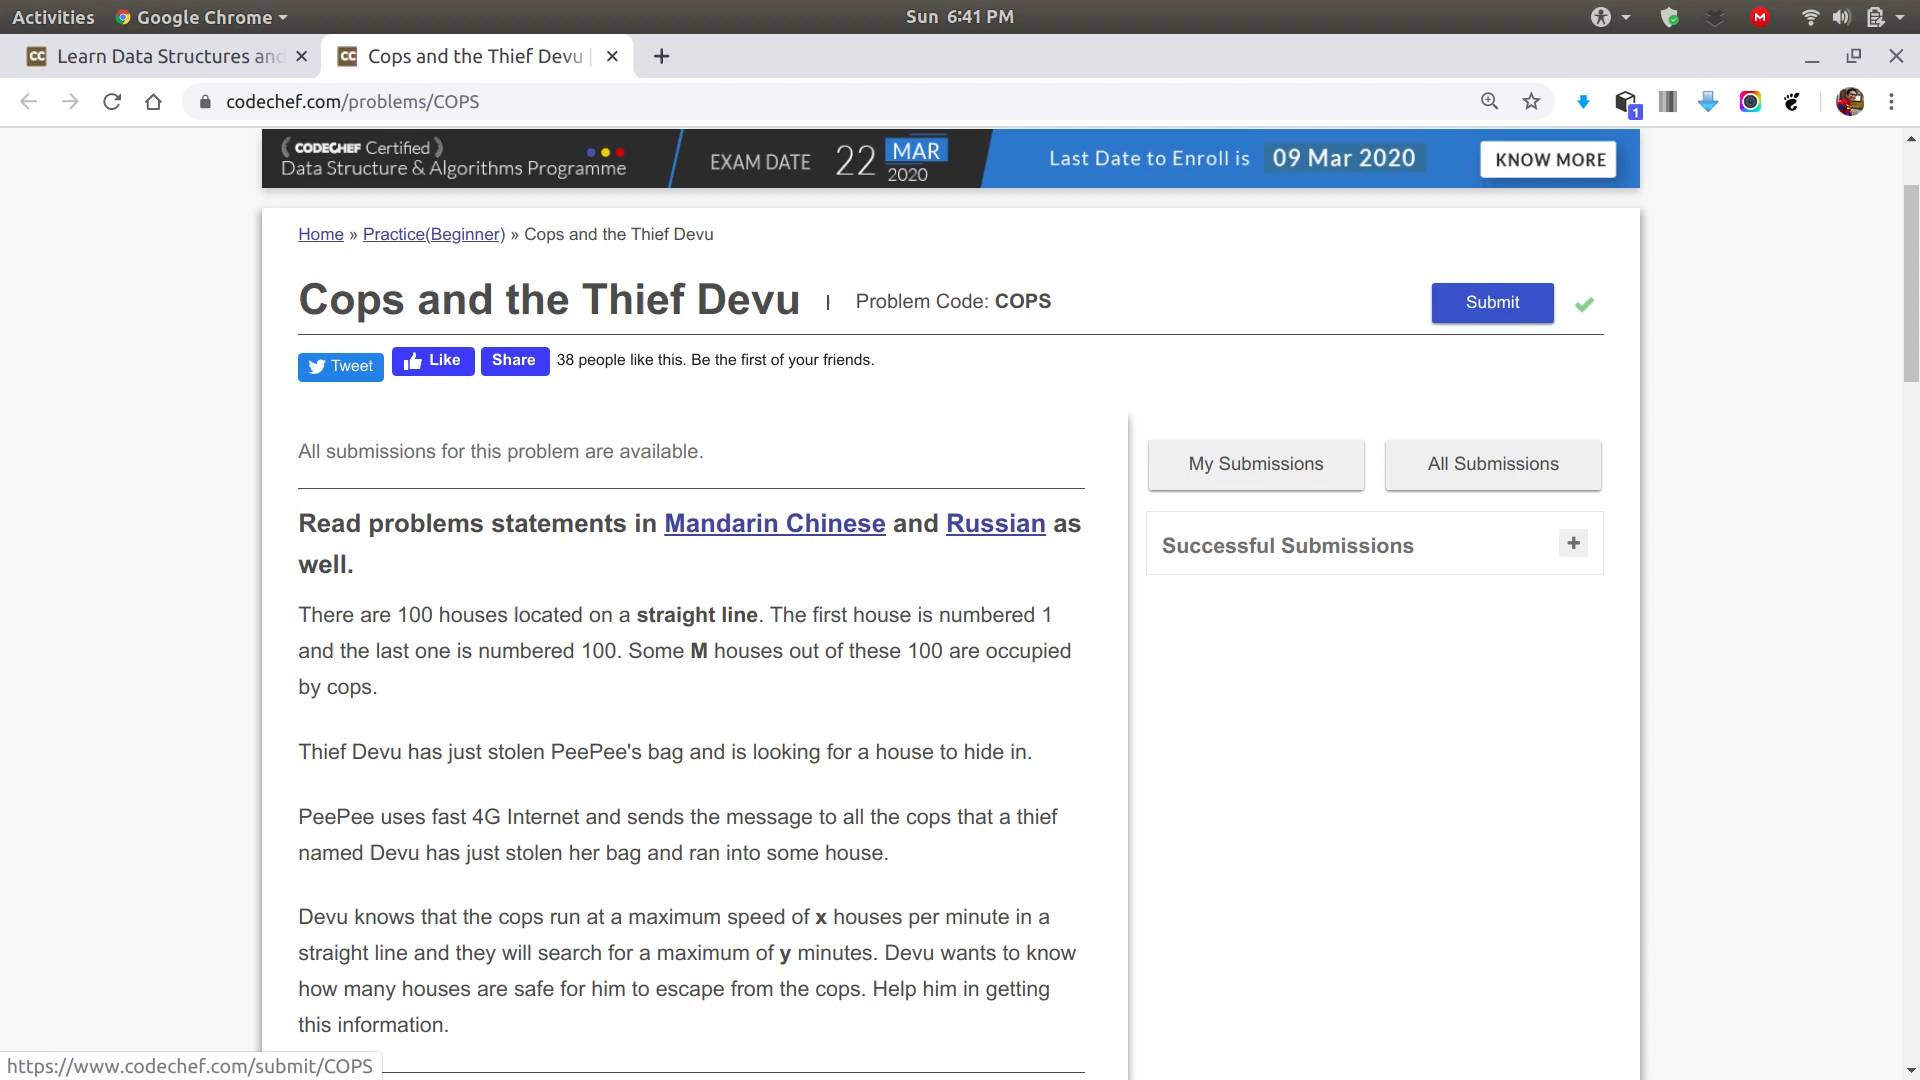 Activities Google Chrome Sun 6:41 PM
Learn Data Structures and Cops and the Thief Devu |
codechef.com/problems/COPS 1
CODECHEF Certified
Data Structure & Algorithms Programme
EXAM DATE 22 MAR 2020
Last Date to Enroll is 09 Mar 2020 KNOW MORE
Home » Practice(Beginner) » Cops and the Thief Devu
Cops and the Thief Devu | Problem Code: COPS Submit
Tweet Like Share 38 people like this. Be the first of your friends.
All submissions for this problem are available.
My Submissions All Submissions
Successful Submissions +
Read problems statements in Mandarin Chinese and Russian as
well.
There are 100 houses located on a straight line. The first house is numbered 1
and the last one is numbered 100. Some M houses out of these 100 are occupied
by cops.
Thief Devu has just stolen PeePee's bag and is looking for a house to hide in.
PeePee uses fast 4G Internet and sends the message to all the cops that a thief
named Devu has just stolen her bag and ran into some house.
Devu knows that the cops run at a maximum speed of x houses per minute in a
straight line and they will search for a maximum of y minutes. Devu wants to know
how many houses are safe for him to escape from the cops. Help him in getting
this information.
https://www.codechef.com/submit/COPS